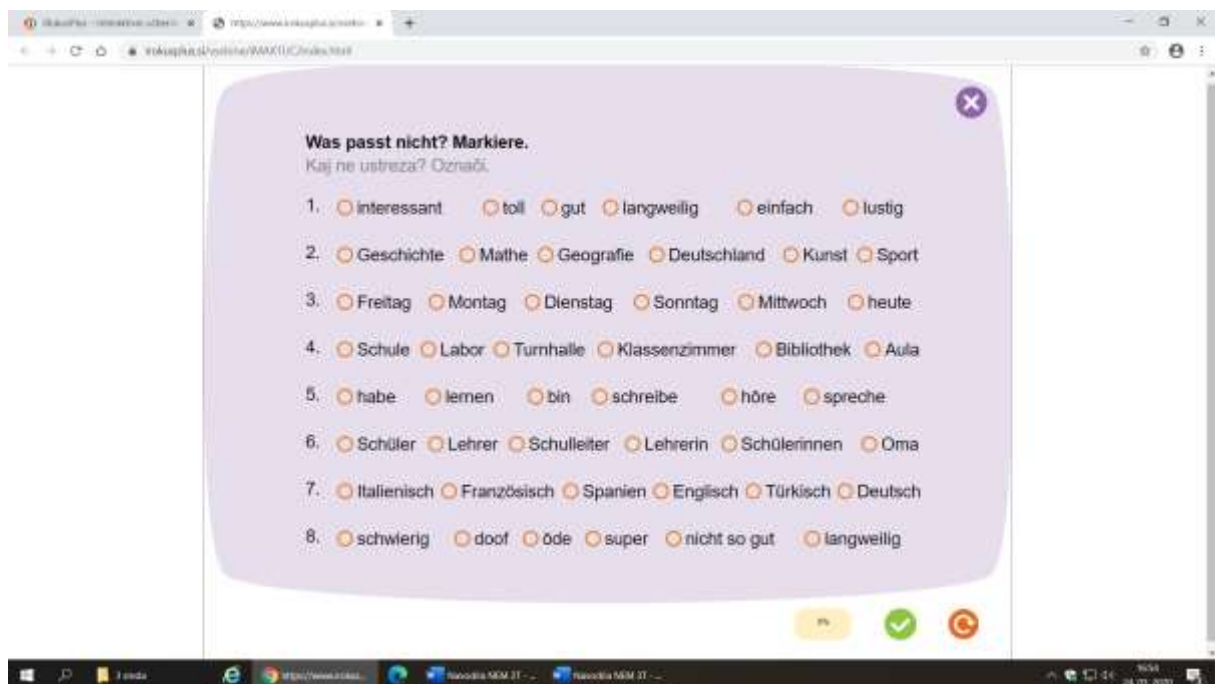 Was passt nicht? Markiere.
Kaj ne ustreza? Označi.
1. interessant toll gut langweilig einfach lustig
2. Geschichte Mathe Geografie Deutschland Kunst Sport
3. Freitag Montag Dienstag Sonntag Mittwoch heute
4. Schule Labor Turnhalle Klassenzimmer Bibliothek Aula
5. habe lernen bin schreibe höre spreche
6. Schüler Lehrer Schulleiter Lehrerin Schülerinnen Oma
7. Italienisch Französisch Spanien Englisch Türkisch Deutsch
8. schwierig doof öde super nicht so gut langweilig